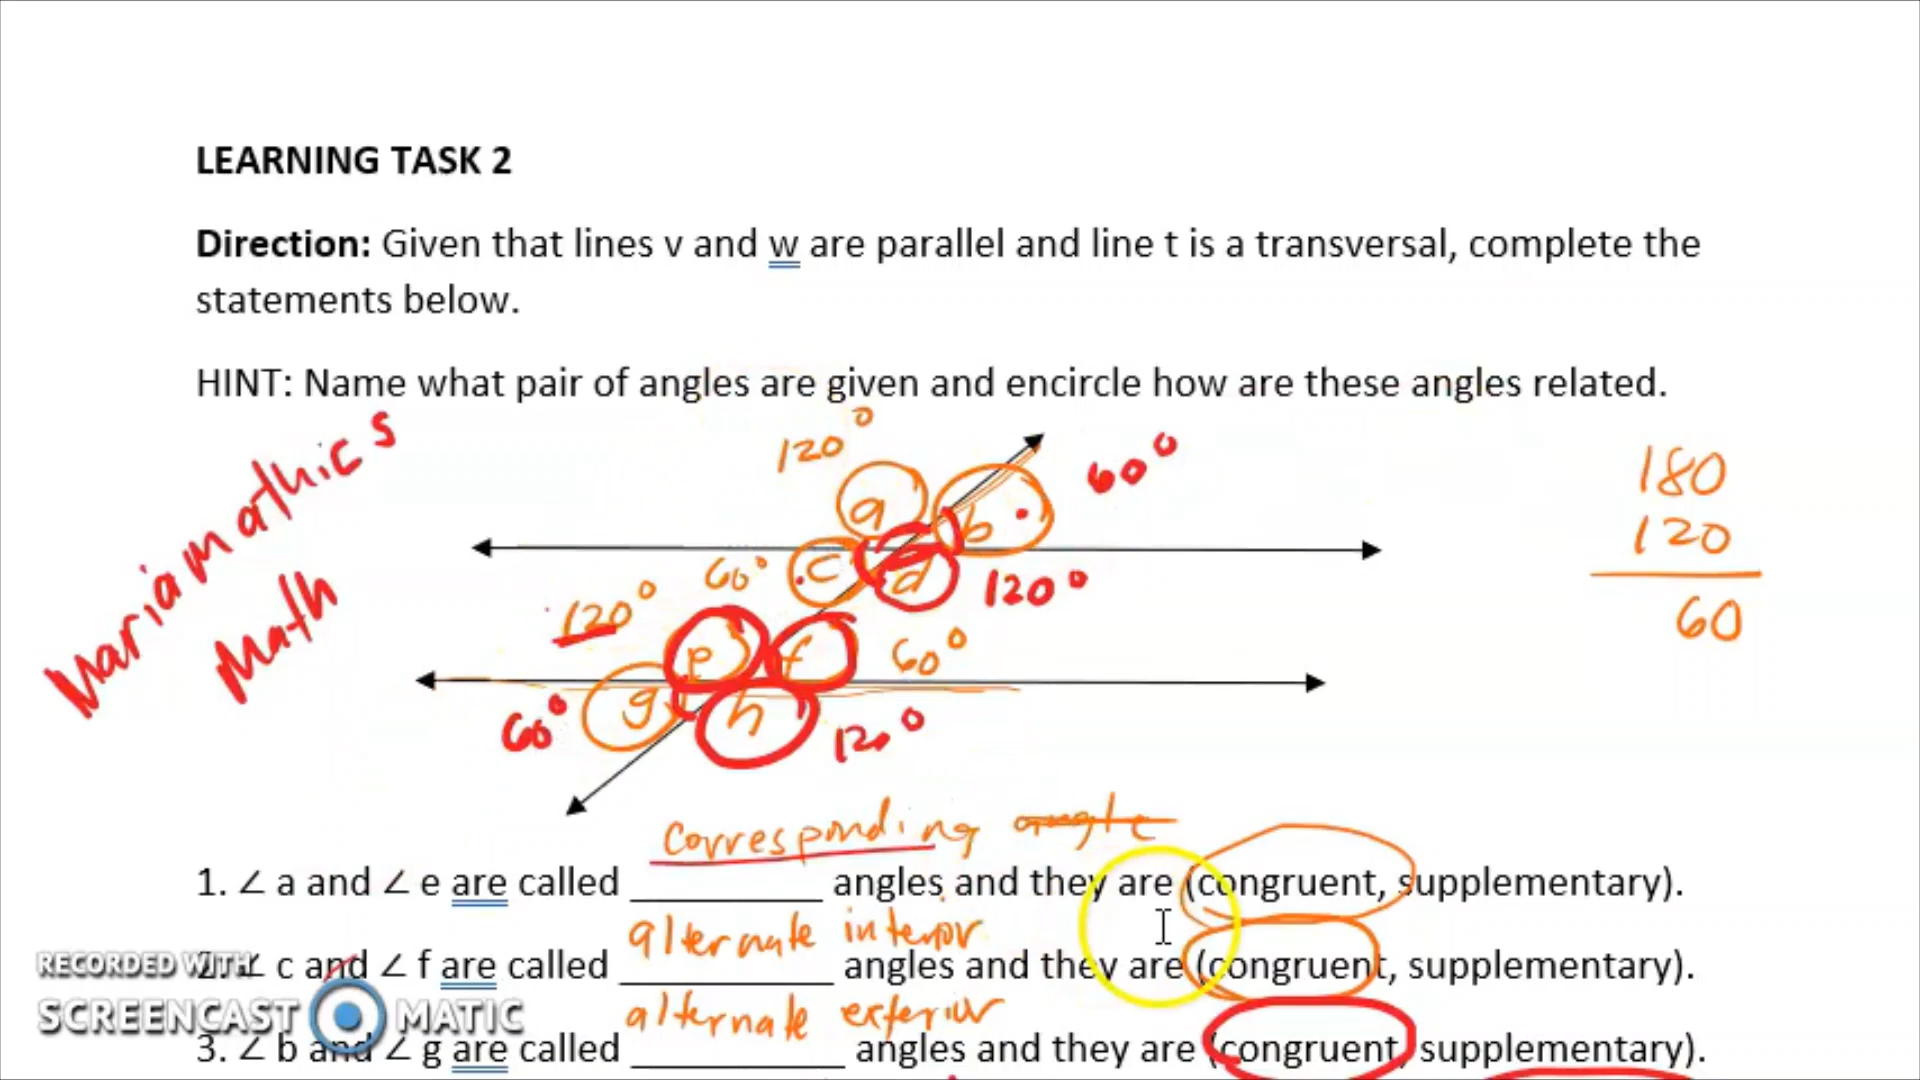 LEARNING TASK 2
Direction: Given that lines v and w are parallel and line t is a transversal, complete the
statements below.
HINT: Name what pair of angles are given and encircle how are these angles related.
Mariamathics
Math
120° 60°
a b
60° c d 120°
120° e f 60°
60° g h 120°
180
120
60
corresponding angle
1. ∠ a and ∠ e are called ________ angles and they are (congruent, supplementary).
alternate interior
2. ∠ c and ∠ f are called ________ angles and they are (congruent, supplementary).
alternate exterior
3. ∠ b and ∠ g are called ________ angles and they are (congruent, supplementary).
RECORDED WITH
SCREENCAST MATIC